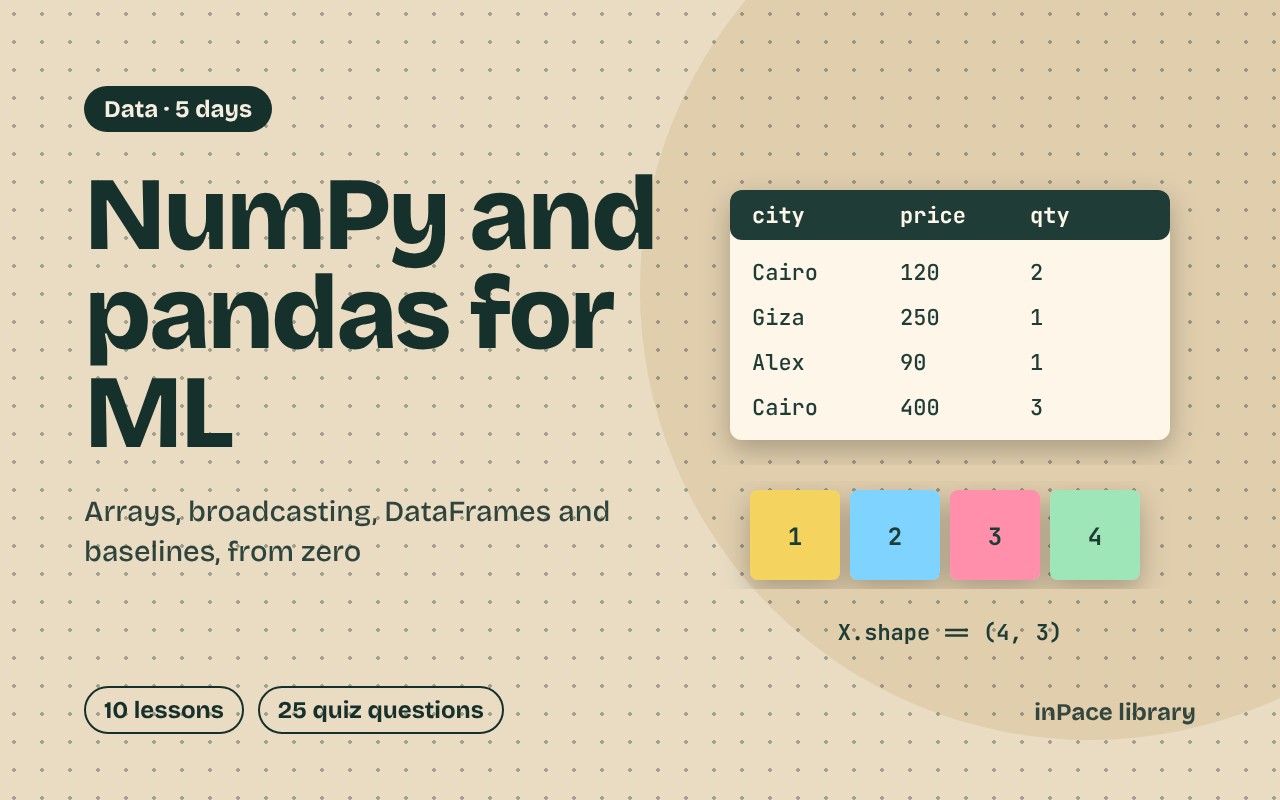 Data · 5 days
NumPy and
pandas for
ML
Arrays, broadcasting, DataFrames and
baselines, from zero
10 lessons
25 quiz questions
city price qty
Cairo 120 2
Giza 250 1
Alex 90 1
Cairo 400 3
1 2 3 4
X.shape == (4, 3)
inPace library